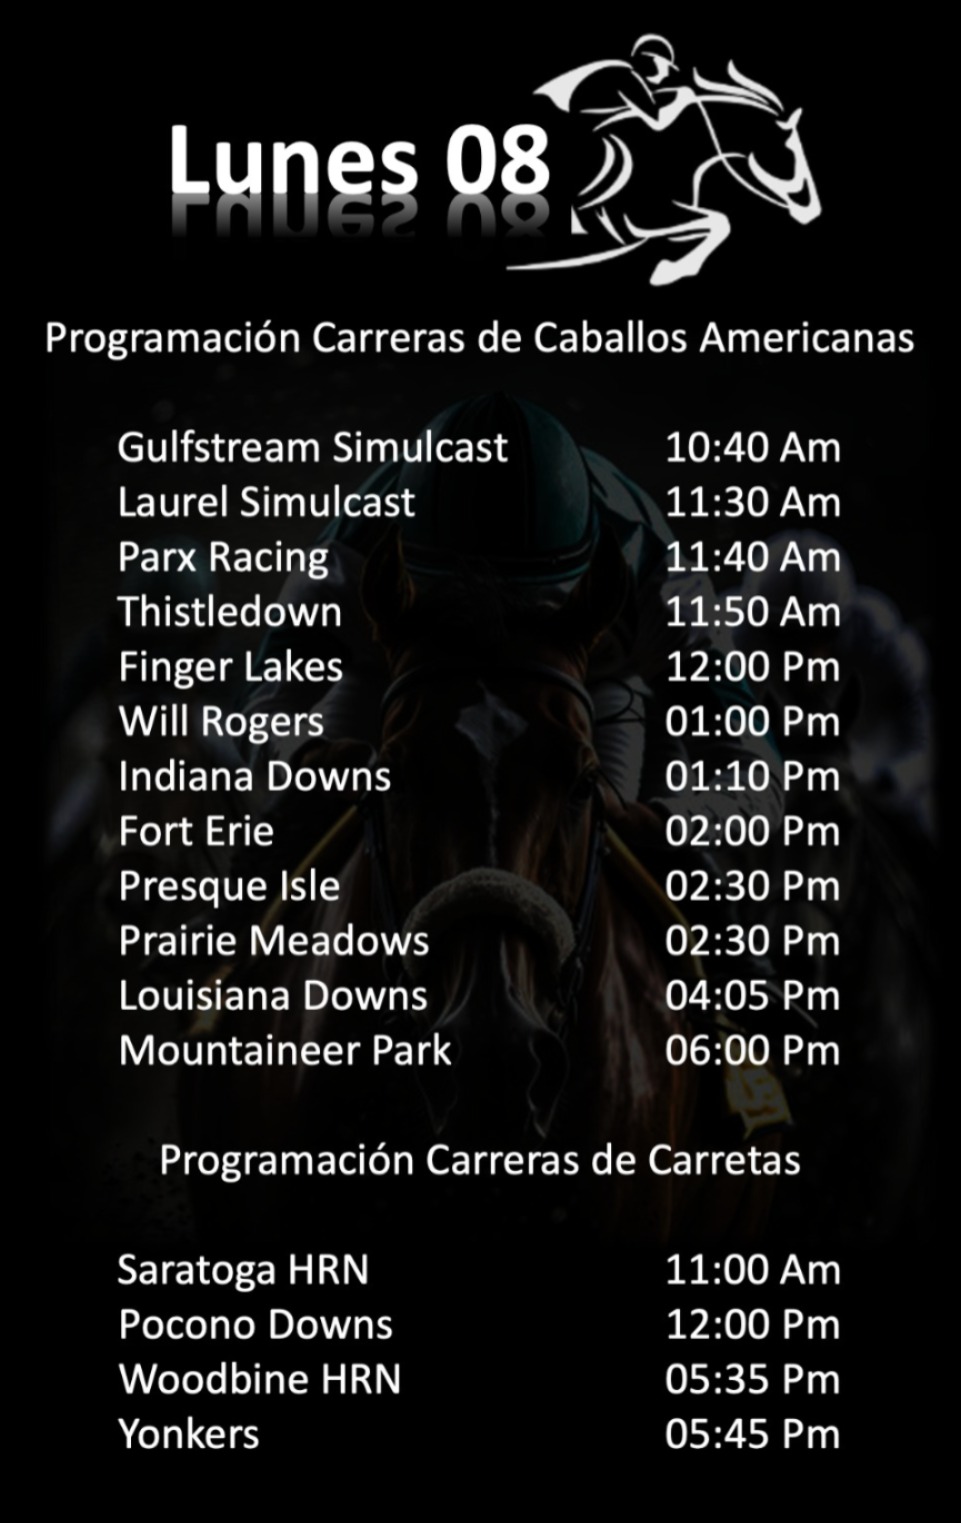 Lunes 08
Programación Carreras de Caballos Americanas
Gulfstream Simulcast 10:40 Am
Laurel Simulcast 11:30 Am
Parx Racing 11:40 Am
Thistledown 11:50 Am
Finger Lakes 12:00 Pm
Will Rogers 01:00 Pm
Indiana Downs 01:10 Pm
Fort Erie 02:00 Pm
Presque Isle 02:30 Pm
Prairie Meadows 02:30 Pm
Louisiana Downs 04:05 Pm
Mountaineer Park 06:00 Pm
Programación Carreras de Carretas
Saratoga HRN 11:00 Am
Pocono Downs 12:00 Pm
Woodbine HRN 05:35 Pm
Yonkers 05:45 Pm